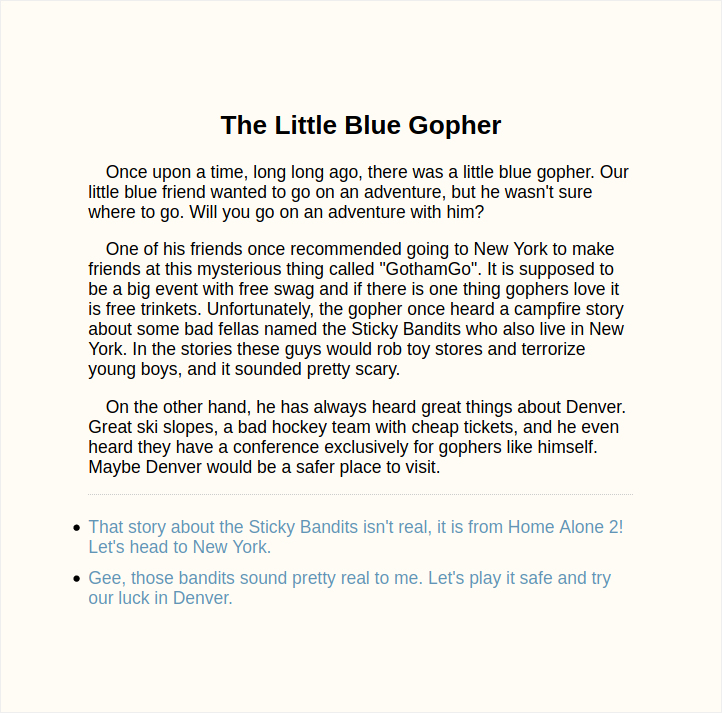 The Little Blue Gopher
Once upon a time, long long ago, there was a little blue gopher. Our
little blue friend wanted to go on an adventure, but he wasn't sure
where to go. Will you go on an adventure with him?
One of his friends once recommended going to New York to make
friends at this mysterious thing called "GothamGo". It is supposed to
be a big event with free swag and if there is one thing gophers love it
is free trinkets. Unfortunately, the gopher once heard a campfire story
about some bad fellas named the Sticky Bandits who also live in New
York. In the stories these guys would rob toy stores and terrorize
young boys, and it sounded pretty scary.
On the other hand, he has always heard great things about Denver.
Great ski slopes, a bad hockey team with cheap tickets, and he even
heard they have a conference exclusively for gophers like himself.
Maybe Denver would be a safer place to visit.
• That story about the Sticky Bandits isn't real, it is from Home Alone 2!
Let's head to New York.
• Gee, those bandits sound pretty real to me. Let's play it safe and try
our luck in Denver.